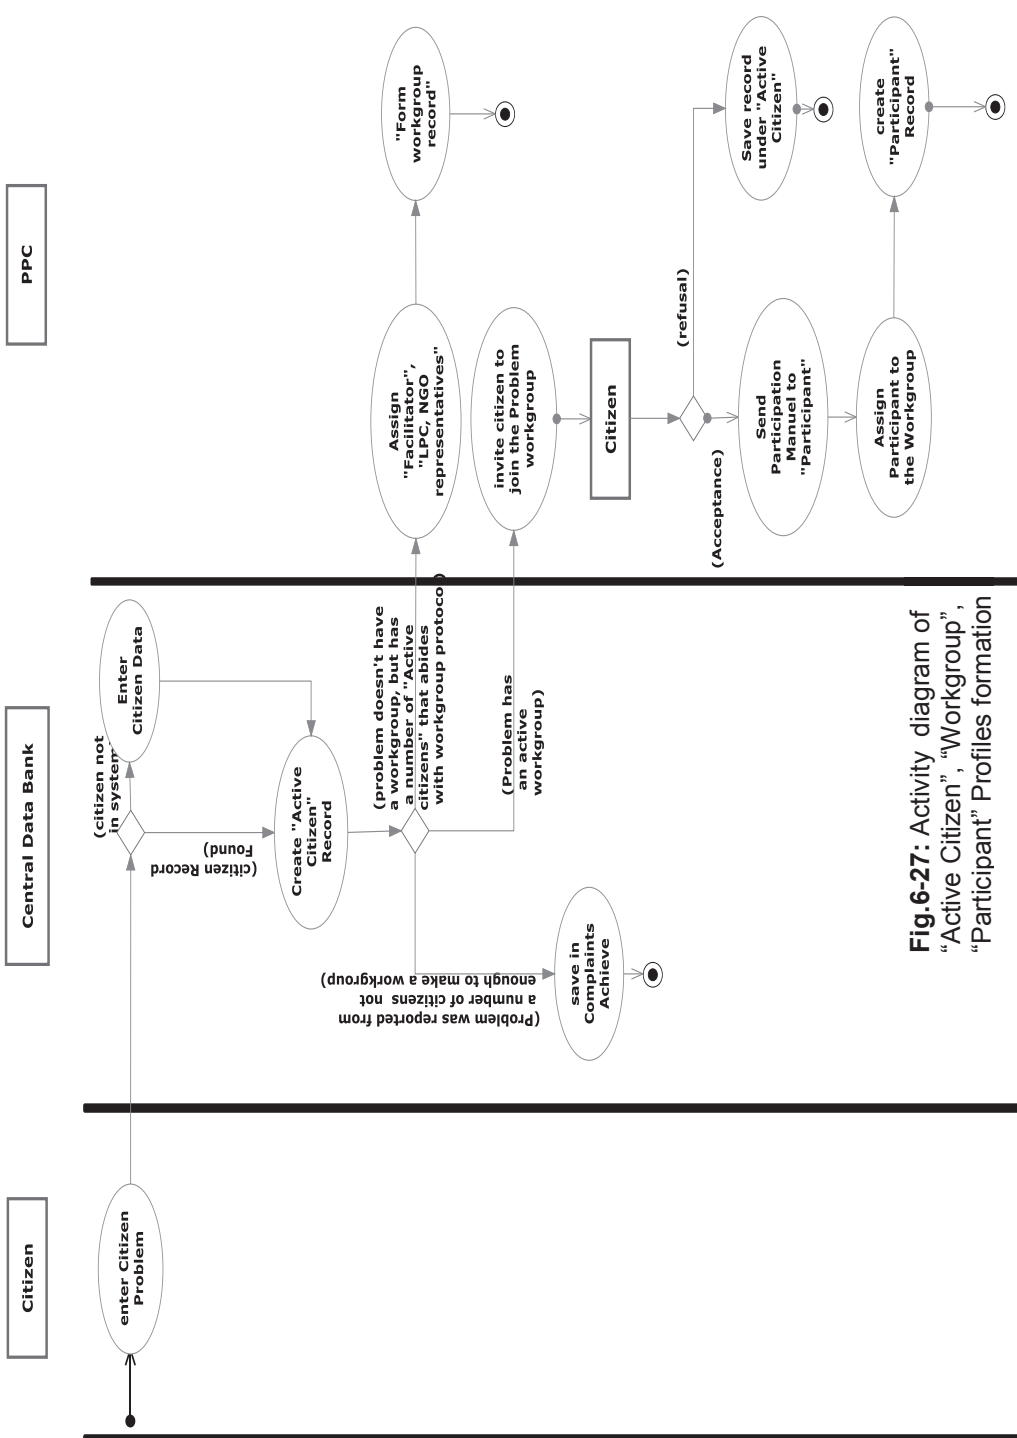 Citizen
Central Data Bank
PPC
enter Citizen
Problem
(citizen not
in system
Enter
Citizen Data
(citizen Record
Found)
Create "Active
Citizen"
Record
(problem doesn't have
a workgroup, but has
a number of "Active
citizens" that abides
with workgroup protocol)
(Problem has
an active
workgroup)
(Problem was reported from
a number of citizens not
enough to make a workgroup)
save in
Complaints
Achieve
Assign
"Facilitator",
"LPC, NGO
representatives"
"Form
workgroup
record"
invite citizen to
join the Problem
workgroup
Citizen
(refusal)
(Acceptance)
Save record
under "Active
Citizen"
Send
Participation
Manuel to
"Participant"
Assign
Participant to
the Workgroup
create
"Participant"
Record
Fig.6-27: Activity diagram of
“Active Citizen”, “Workgroup”,
“Participant” Profiles formation